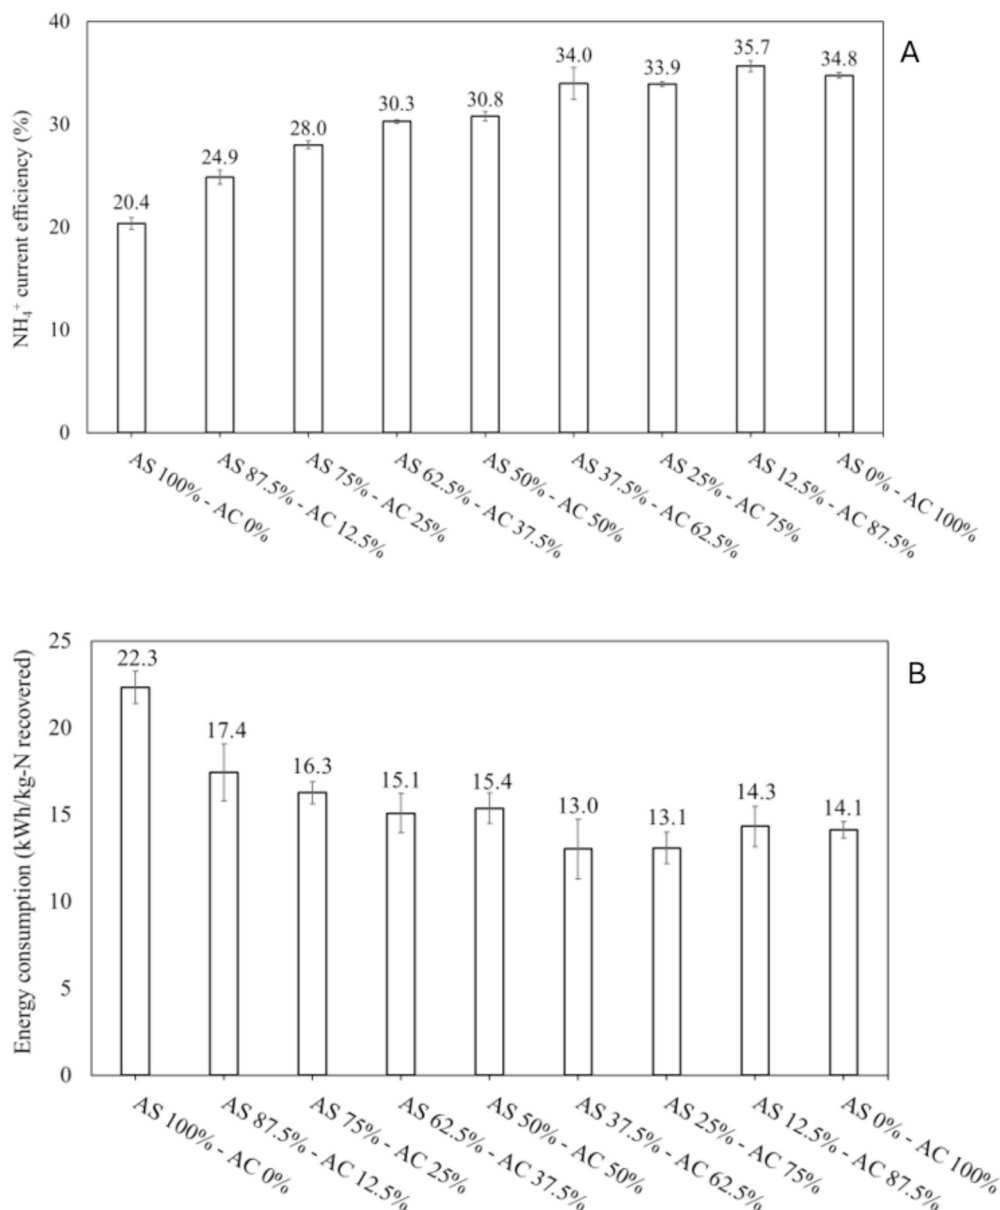 A
NH₄⁺ current efficiency (%)
40
30
20
10
0
20.4
24.9
28.0
30.3
30.8
34.0
33.9
35.7
34.8
AS 100% - AC 0%
AS 87.5% - AC 12.5%
AS 75% - AC 25%
AS 62.5% - AC 37.5%
AS 50% - AC 50%
AS 37.5% - AC 62.5%
AS 25% - AC 75%
AS 12.5% - AC 87.5%
AS 0% - AC 100%
B
Energy consumption (kWh/kg-N recovered)
25
20
15
10
5
0
22.3
17.4
16.3
15.1
15.4
13.0
13.1
14.3
14.1
AS 100% - AC 0%
AS 87.5% - AC 12.5%
AS 75% - AC 25%
AS 62.5% - AC 37.5%
AS 50% - AC 50%
AS 37.5% - AC 62.5%
AS 25% - AC 75%
AS 12.5% - AC 87.5%
AS 0% - AC 100%